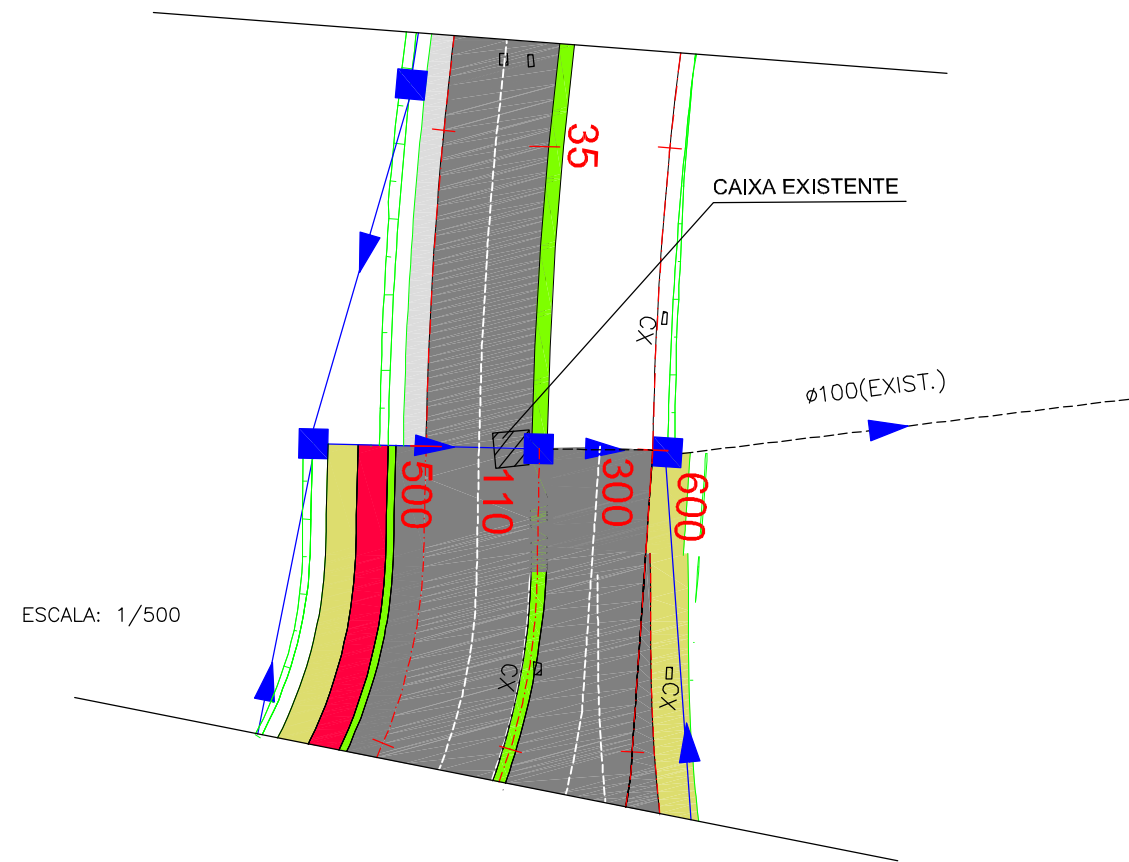 35
CAIXA EXISTENTE
CX
ø100(EXIST.)
500
110
300
600
ESCALA: 1/500
CX
CX